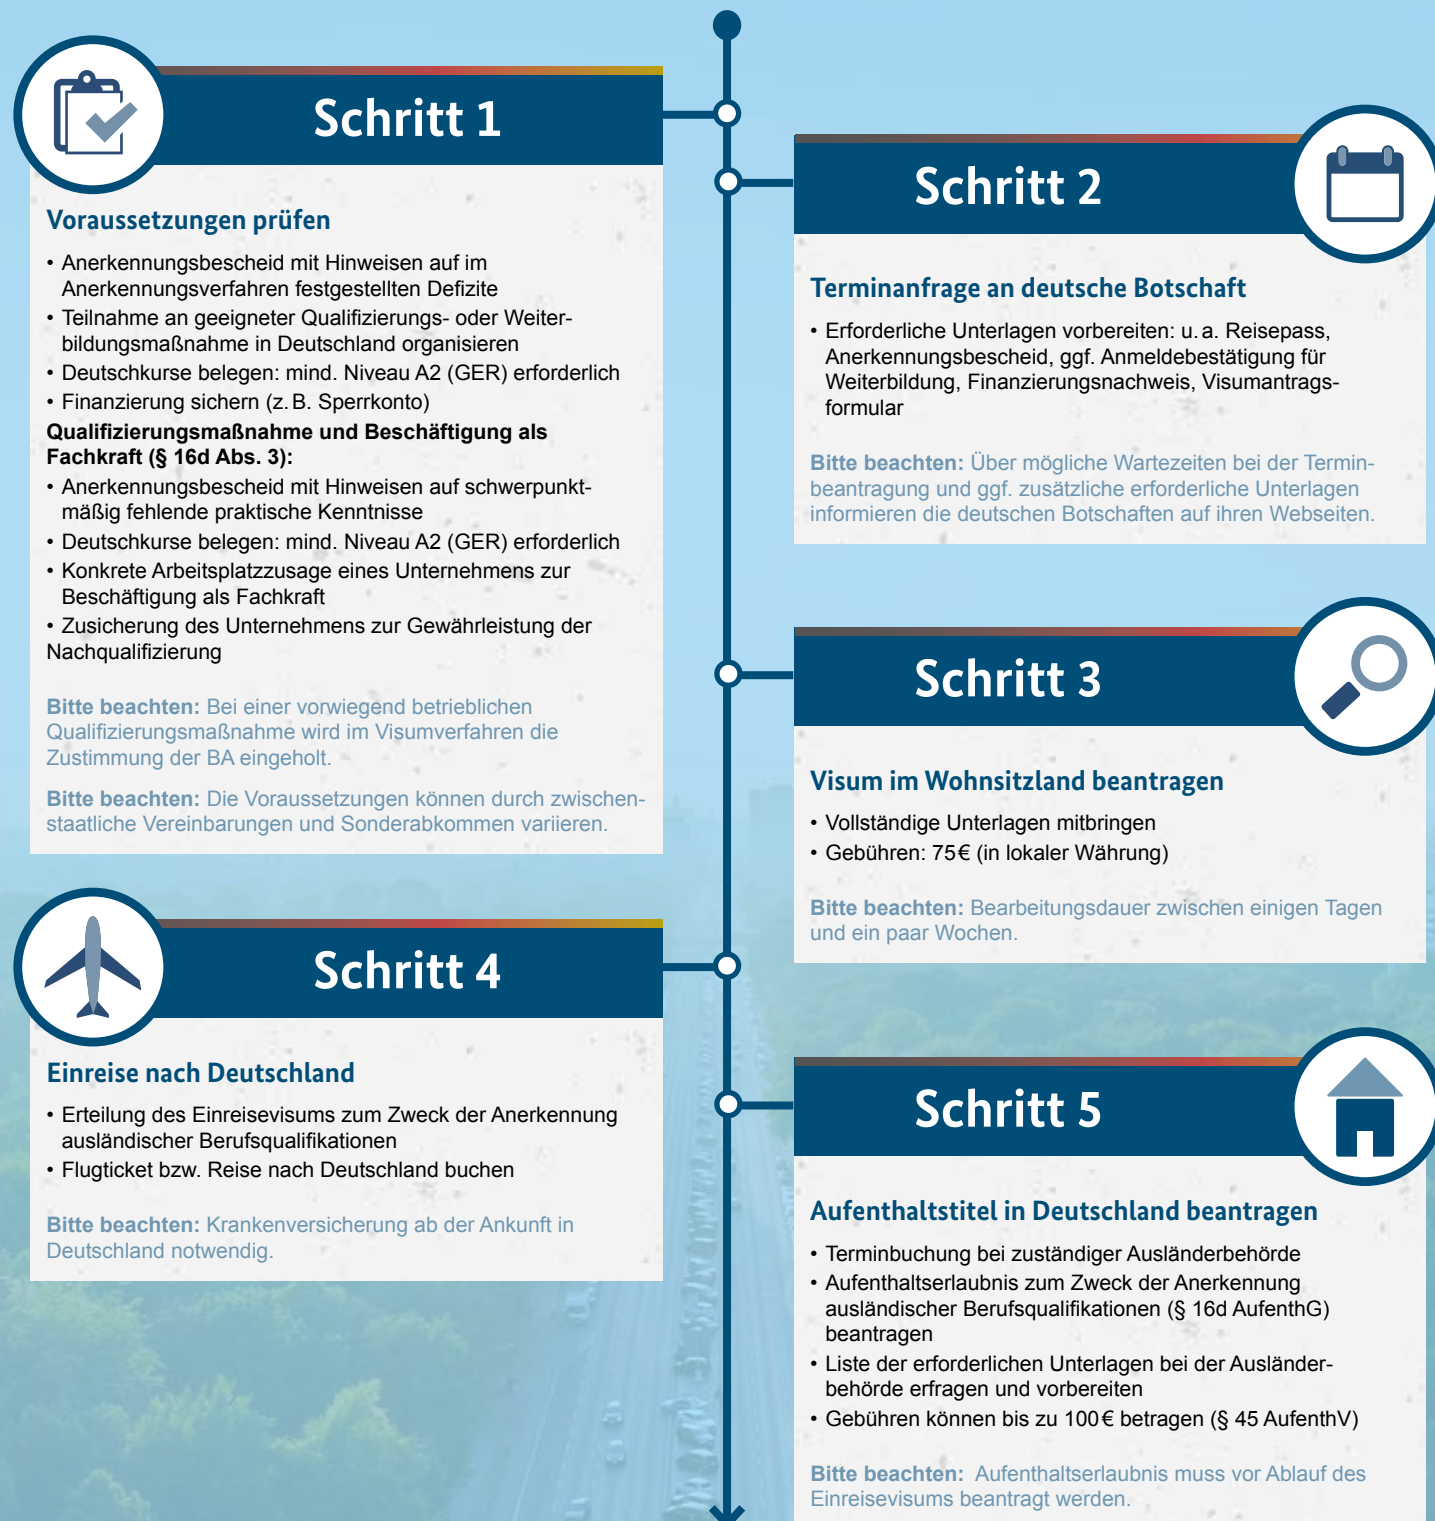 Schritt 1
Voraussetzungen prüfen
• Anerkennungsbescheid mit Hinweisen auf im
Anerkennungsverfahren festgestellten Defizite
• Teilnahme an geeigneter Qualifizierungs- oder Weiter-
bildungsmaßnahme in Deutschland organisieren
• Deutschkurse belegen: mind. Niveau A2 (GER) erforderlich
• Finanzierung sichern (z. B. Sperrkonto)
Qualifizierungsmaßnahme und Beschäftigung als
Fachkraft (§ 16d Abs. 3):
• Anerkennungsbescheid mit Hinweisen auf schwerpunkt-
mäßig fehlende praktische Kenntnisse
• Deutschkurse belegen: mind. Niveau A2 (GER) erforderlich
• Konkrete Arbeitsplatzzusage eines Unternehmens zur
Beschäftigung als Fachkraft
• Zusicherung des Unternehmens zur Gewährleistung der
Nachqualifizierung
Bitte beachten: Bei einer vorwiegend betrieblichen
Qualifizierungsmaßnahme wird im Visumverfahren die
Zustimmung der BA eingeholt.
Bitte beachten: Die Voraussetzungen können durch zwischen-
staatliche Vereinbarungen und Sonderabkommen variieren.
Schritt 2
Terminanfrage an deutsche Botschaft
• Erforderliche Unterlagen vorbereiten: u. a. Reisepass,
Anerkennungsbescheid, ggf. Anmeldebestätigung für
Weiterbildung, Finanzierungsnachweis, Visumantrags-
formular
Bitte beachten: Über mögliche Wartezeiten bei der Termin-
beantragung und ggf. zusätzliche erforderliche Unterlagen
informieren die deutschen Botschaften auf ihren Webseiten.
Schritt 3
Visum im Wohnsitzland beantragen
• Vollständige Unterlagen mitbringen
• Gebühren: 75 € (in lokaler Währung)
Bitte beachten: Bearbeitungsdauer zwischen einigen Tagen
und ein paar Wochen.
Schritt 4
Einreise nach Deutschland
• Erteilung des Einreisevisums zum Zweck der Anerkennung
ausländischer Berufsqualifikationen
• Flugticket bzw. Reise nach Deutschland buchen
Bitte beachten: Krankenversicherung ab der Ankunft in
Deutschland notwendig.
Schritt 5
Aufenthaltstitel in Deutschland beantragen
• Terminbuchung bei zuständiger Ausländerbehörde
• Aufenthaltserlaubnis zum Zweck der Anerkennung
ausländischer Berufsqualifikationen (§ 16d AufenthG)
beantragen
• Liste der erforderlichen Unterlagen bei der Ausländer-
behörde erfragen und vorbereiten
• Gebühren können bis zu 100 € betragen (§ 45 AufenthV)
Bitte beachten: Aufenthaltserlaubnis muss vor Ablauf des
Einreisevisums beantragt werden.